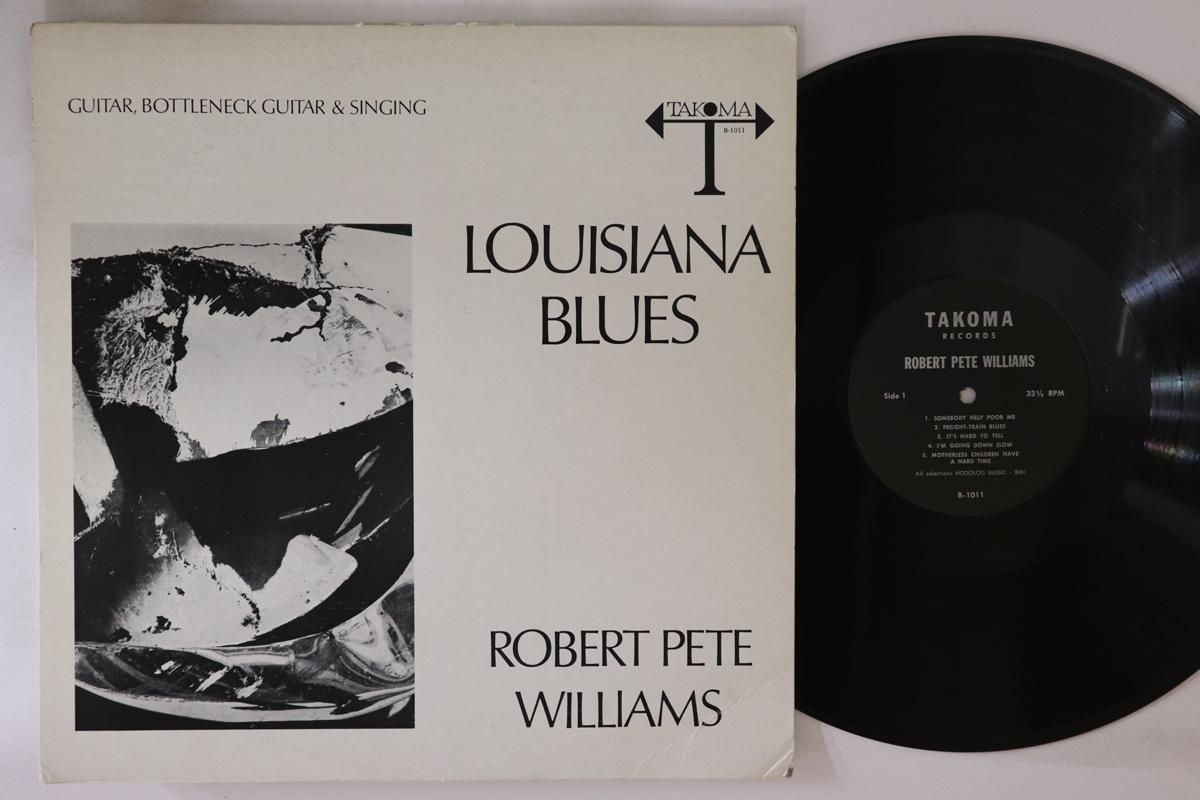 GUITAR, BOTTLENECK GUITAR & SINGING
TAKOMA
B-1011
LOUISIANA
BLUES
ROBERT PETE
WILLIAMS
TAKOMA
RECORDS
ROBERT PETE WILLIAMS
Side 1
33⅓ RPM
1. SOMEBODY HELP POOR ME
2. FREIGHT-TRAIN BLUES
3. IT'S HARD TO TELL
4. I'M GOING DOWN SLOW
5. MOTHERLESS CHILDREN HAVE
A HARD TIME
All selections HODOLOG MUSIC - BMI
B-1011